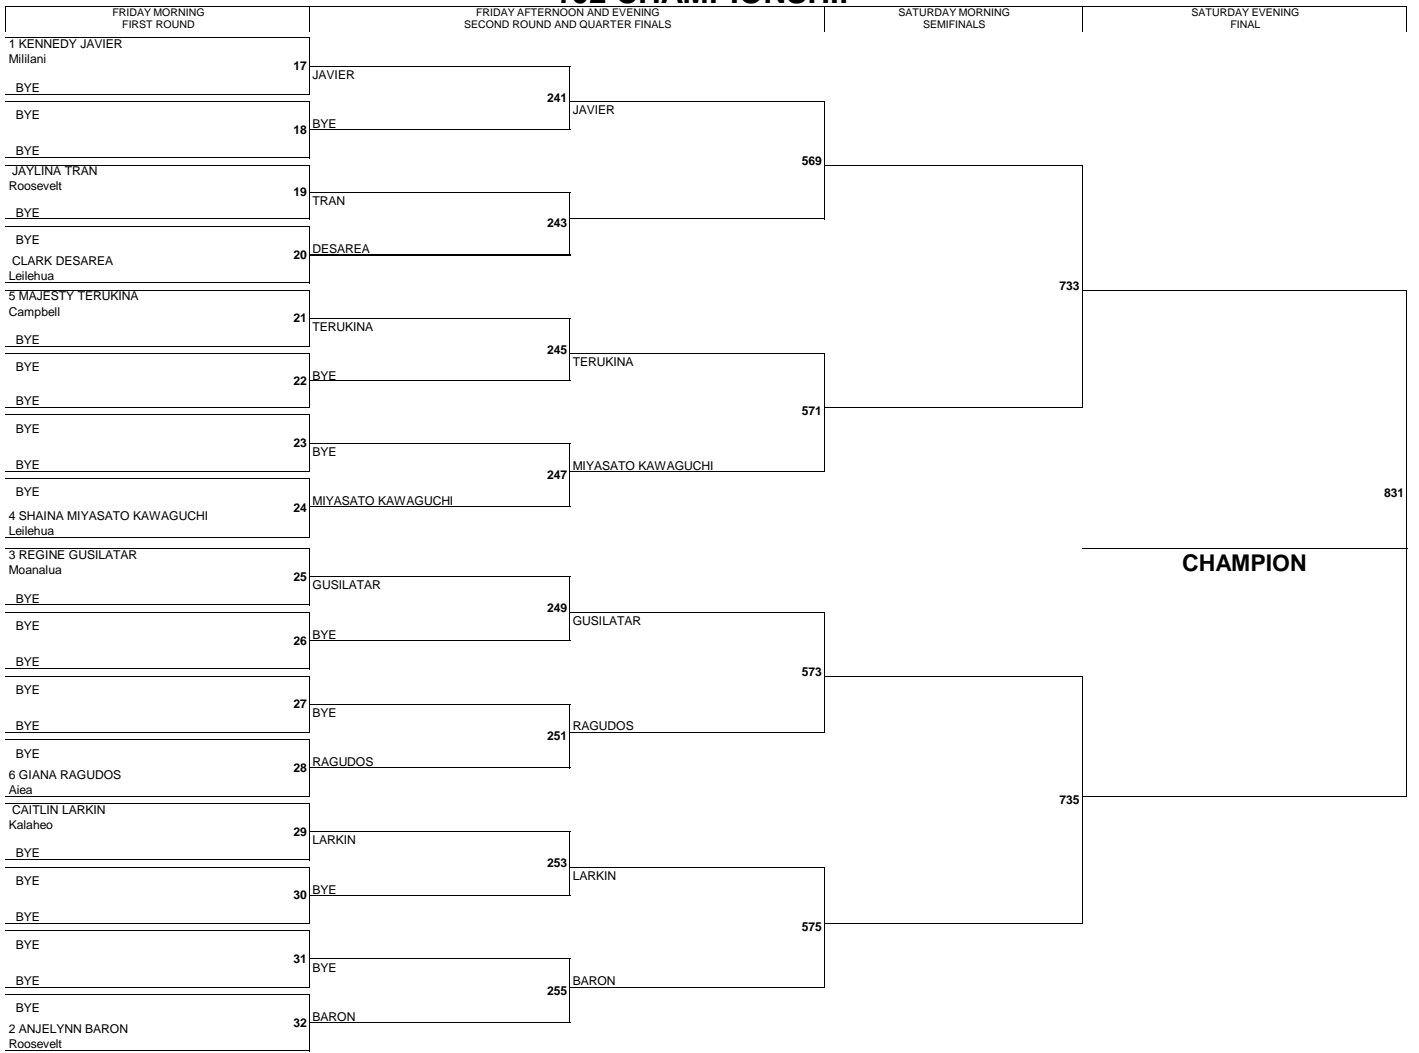 FRIDAY MORNING
FIRST ROUND
FRIDAY AFTERNOON AND EVENING
SECOND ROUND AND QUARTER FINALS
SATURDAY MORNING
SEMIFINALS
SATURDAY EVENING
FINAL
1 KENNEDY JAVIER
Mililani
BYE
17
BYE
BYE
18
JAYLINA TRAN
Roosevelt
BYE
19
BYE
CLARK DESAREA
Leilehua
20
5 MAJESTY TERUKINA
Campbell
BYE
21
BYE
BYE
22
BYE
BYE
23
BYE
4 SHAINA MIYASATO KAWAGUCHI
Leilehua
24
3 REGINE GUSILATAR
Moanalua
BYE
25
BYE
BYE
26
BYE
BYE
27
BYE
6 GIANA RAGUDOS
Aiea
28
CAITLIN LARKIN
Kalaheo
BYE
29
BYE
BYE
30
BYE
BYE
31
BYE
2 ANJELYNN BARON
Roosevelt
32
JAVIER
241
BYE
TRAN
243
DESAREA
TERUKINA
245
BYE
BYE
247
MIYASATO KAWAGUCHI
GUSILATAR
249
BYE
BYE
251
RAGUDOS
LARKIN
253
BYE
BYE
255
BARON
JAVIER
569
TERUKINA
571
MIYASATO KAWAGUCHI
GUSILATAR
573
RAGUDOS
LARKIN
575
BARON
733
735
831
CHAMPION